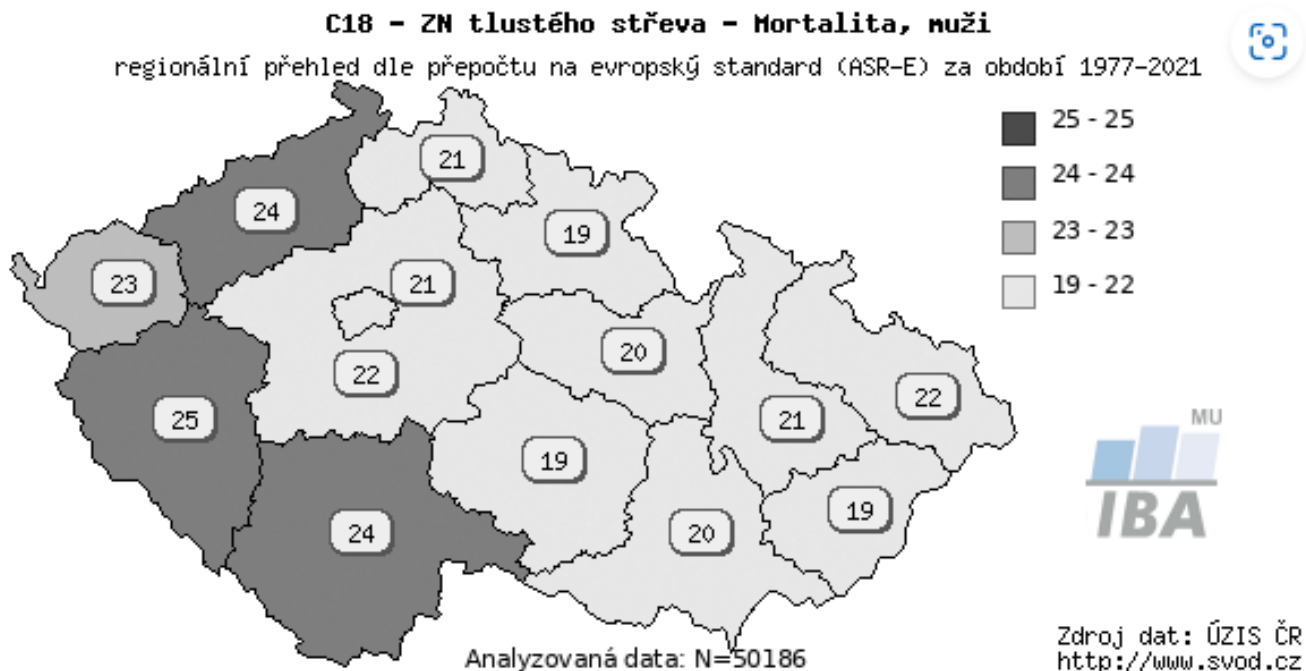 C18 - ZN tlustého střeva - Mortalita, muži
regionální přehled dle přepočtu na evropský standard (ASR-E) za období 1977-2021
25 - 25
24 - 24
23 - 23
19 - 22
21
24
19
23
21
20
22
25
22
21
19
19
24
20
MU
IBA
Analyzovaná data: N=50186
Zdroj dat: ÚZIS ČR
http://www.svod.cz